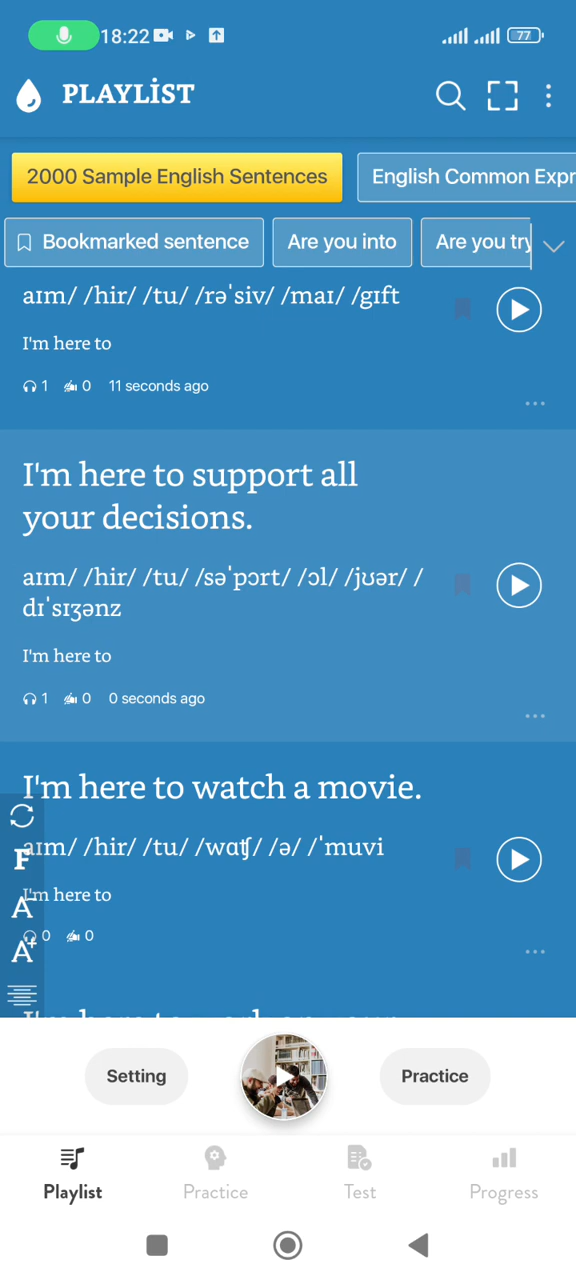 18:22
77
PLAYLİST
2000 Sample English Sentences
English Common Expr
Bookmarked sentence
Are you into
Are you try
aɪm/ /hir/ /tu/ /rəˈsiv/ /maɪ/ /gɪft
I'm here to
1 0 11 seconds ago
I'm here to support all
your decisions.
aɪm/ /hir/ /tu/ /səˈpɔrt/ /ɔl/ /jʊər/ /
dɪˈsɪʒənz
I'm here to
1 0 0 seconds ago
I'm here to watch a movie.
aɪm/ /hir/ /tu/ /wɑʧ/ /ə/ /ˈmuvi
F
I'm here to
A-
0 0
A+
Setting
Practice
Playlist
Practice
Test
Progress